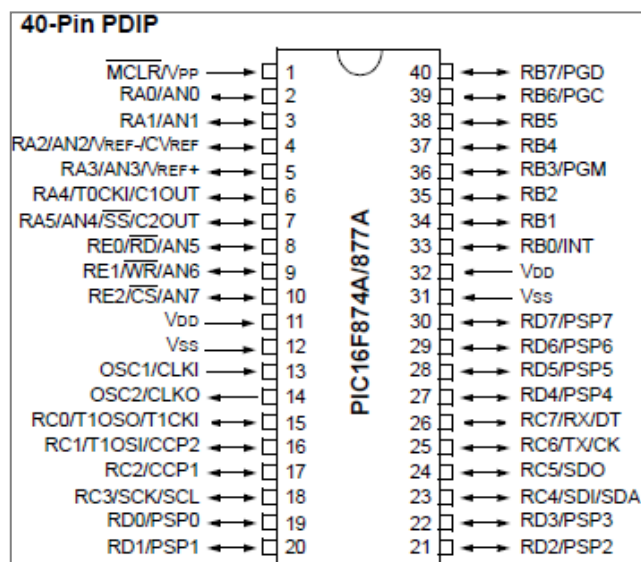 40-Pin PDIP
MCLR/VPP 1 40 RB7/PGD
RA0/AN0 2 39 RB6/PGC
RA1/AN1 3 38 RB5
RA2/AN2/VREF-/CVREF 4 37 RB4
RA3/AN3/VREF+ 5 36 RB3/PGM
RA4/T0CKI/C1OUT 6 35 RB2
RA5/AN4/SS/C2OUT 7 34 RB1
RE0/RD/AN5 8 33 RB0/INT
RE1/WR/AN6 9 32 VDD
RE2/CS/AN7 10 31 VSS
VDD 11 30 RD7/PSP7
VSS 12 29 RD6/PSP6
OSC1/CLKI 13 28 RD5/PSP5
OSC2/CLKO 14 27 RD4/PSP4
RC0/T1OSO/T1CKI 15 26 RC7/RX/DT
RC1/T1OSI/CCP2 16 25 RC6/TX/CK
RC2/CCP1 17 24 RC5/SDO
RC3/SCK/SCL 18 23 RC4/SDI/SDA
RD0/PSP0 19 22 RD3/PSP3
RD1/PSP1 20 21 RD2/PSP2
PIC16F874A/877A